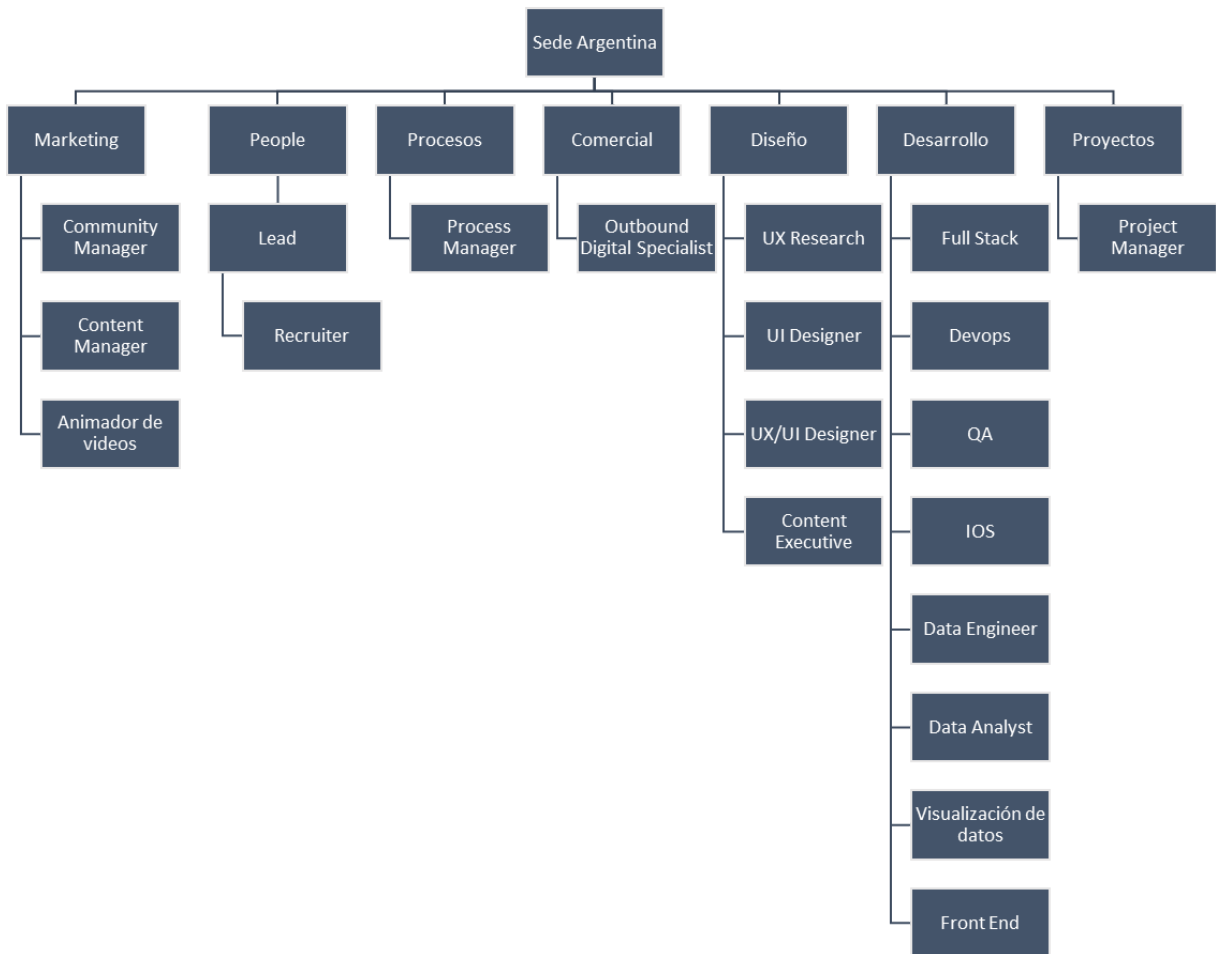 Sede Argentina
Marketing
People
Procesos
Comercial
Diseño
Desarrollo
Proyectos
Community
Manager
Lead
Process
Manager
Outbound
Digital Specialist
UX Research
Full Stack
Project
Manager
Content
Manager
Recruiter
UI Designer
Devops
Animador de
videos
UX/UI Designer
QA
Content
Executive
IOS
Data Engineer
Data Analyst
Visualización de
datos
Front End